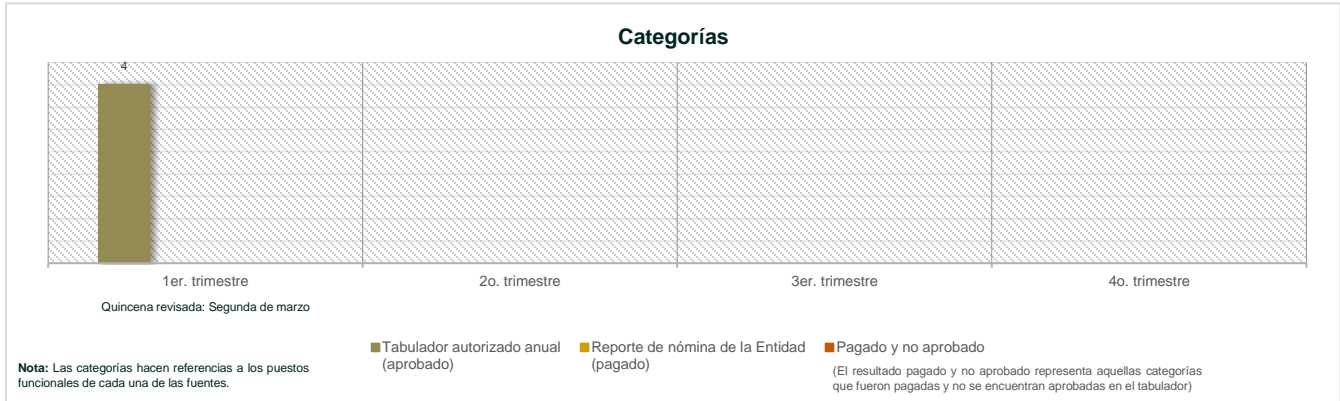 Categorías
4
1er. trimestre
2o. trimestre
3er. trimestre
4o. trimestre
Quincena revisada: Segunda de marzo
Tabulador autorizado anual
(aprobado)
Reporte de nómina de la Entidad
(pagado)
Pagado y no aprobado
(El resultado pagado y no aprobado representa aquellas categorías
que fueron pagadas y no se encuentran aprobadas en el tabulador)
Nota: Las categorías hacen referencias a los puestos
funcionales de cada una de las fuentes.